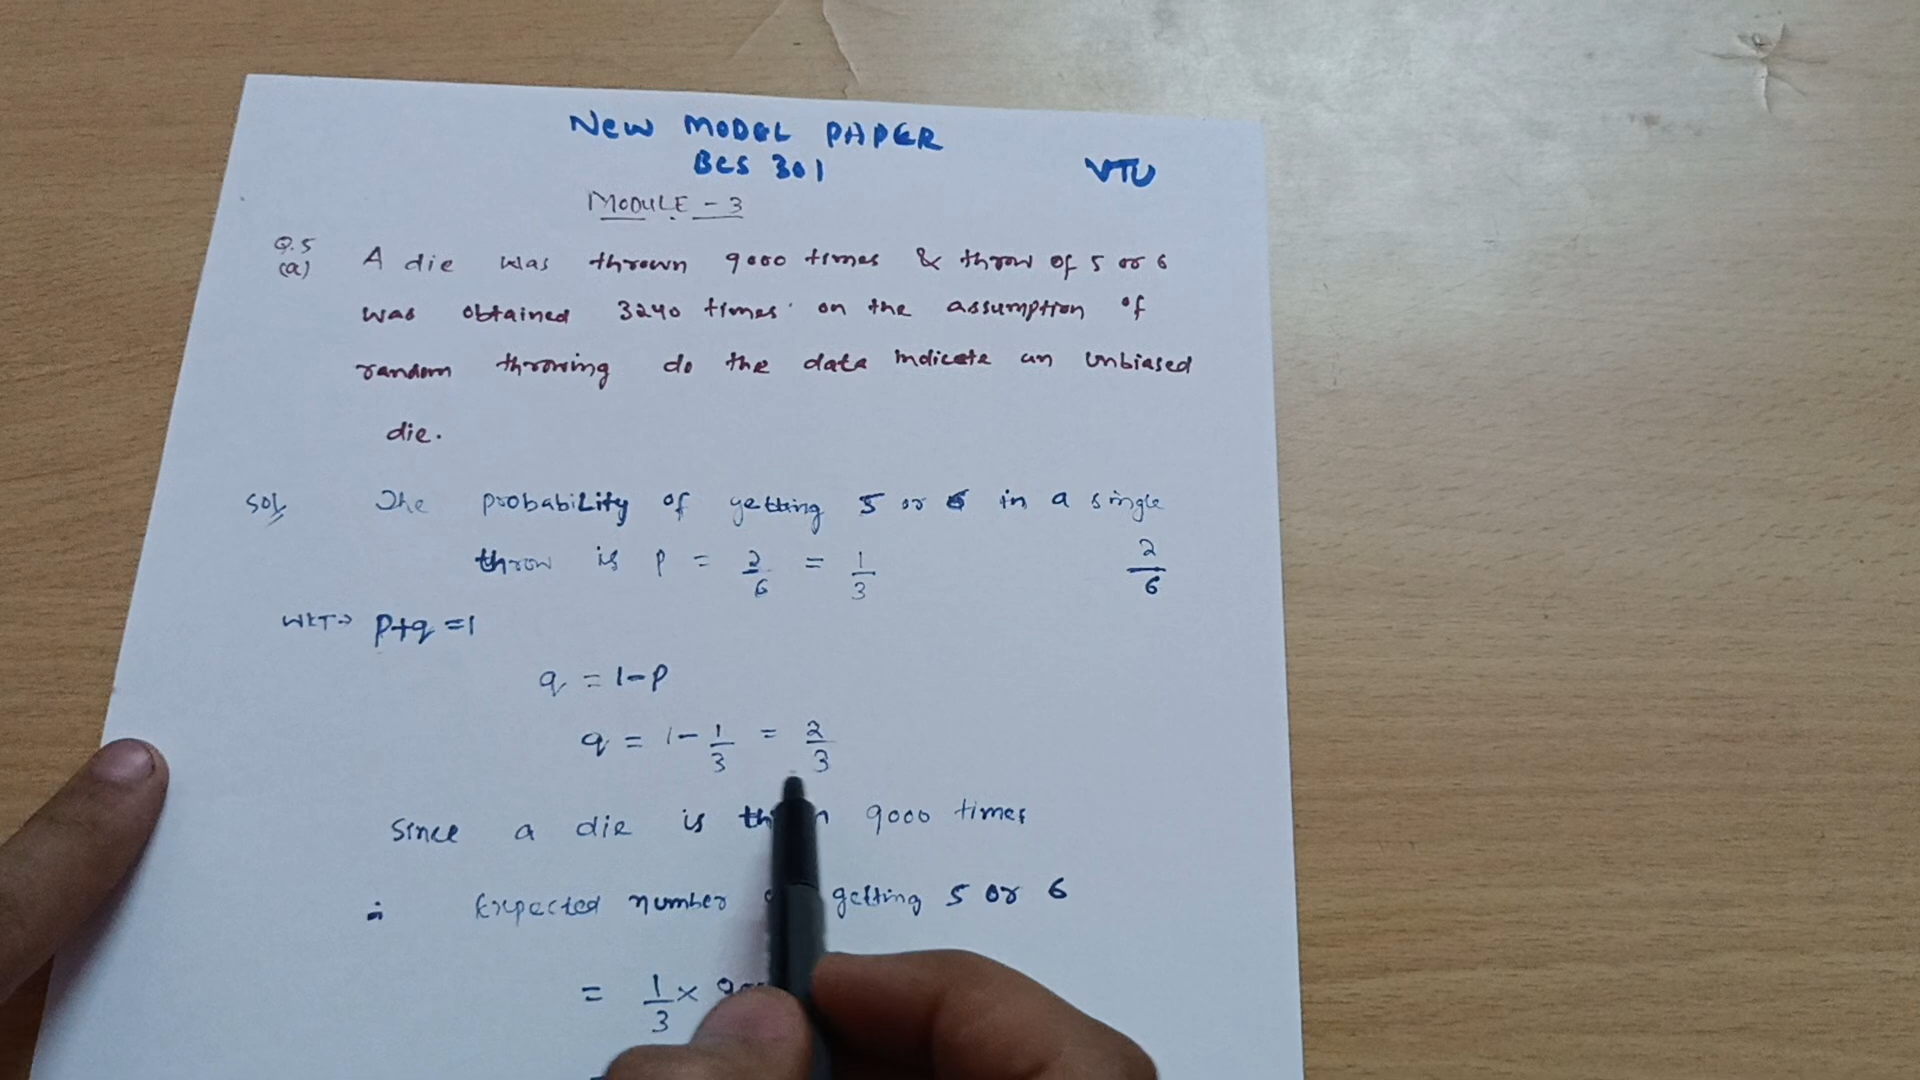 NEW MODEL PAPER
BCS 301
VTU
MODULE - 3
Q.5
(a)
A die was thrown 9000 times & throw of 5 or 6
was obtained 3240 times on the assumption of
random throwing do the data indicate an unbiased
die.
Sol
The probability of getting 5 or 6 in a single
throw is P = 2/6 = 1/3
2/6
WKT→ P+q=1
q = 1-P
q = 1-1/3 = 2/3
Since a die is 9000 times
∴ Expected number getting 5 or 6
= 1/3 ×